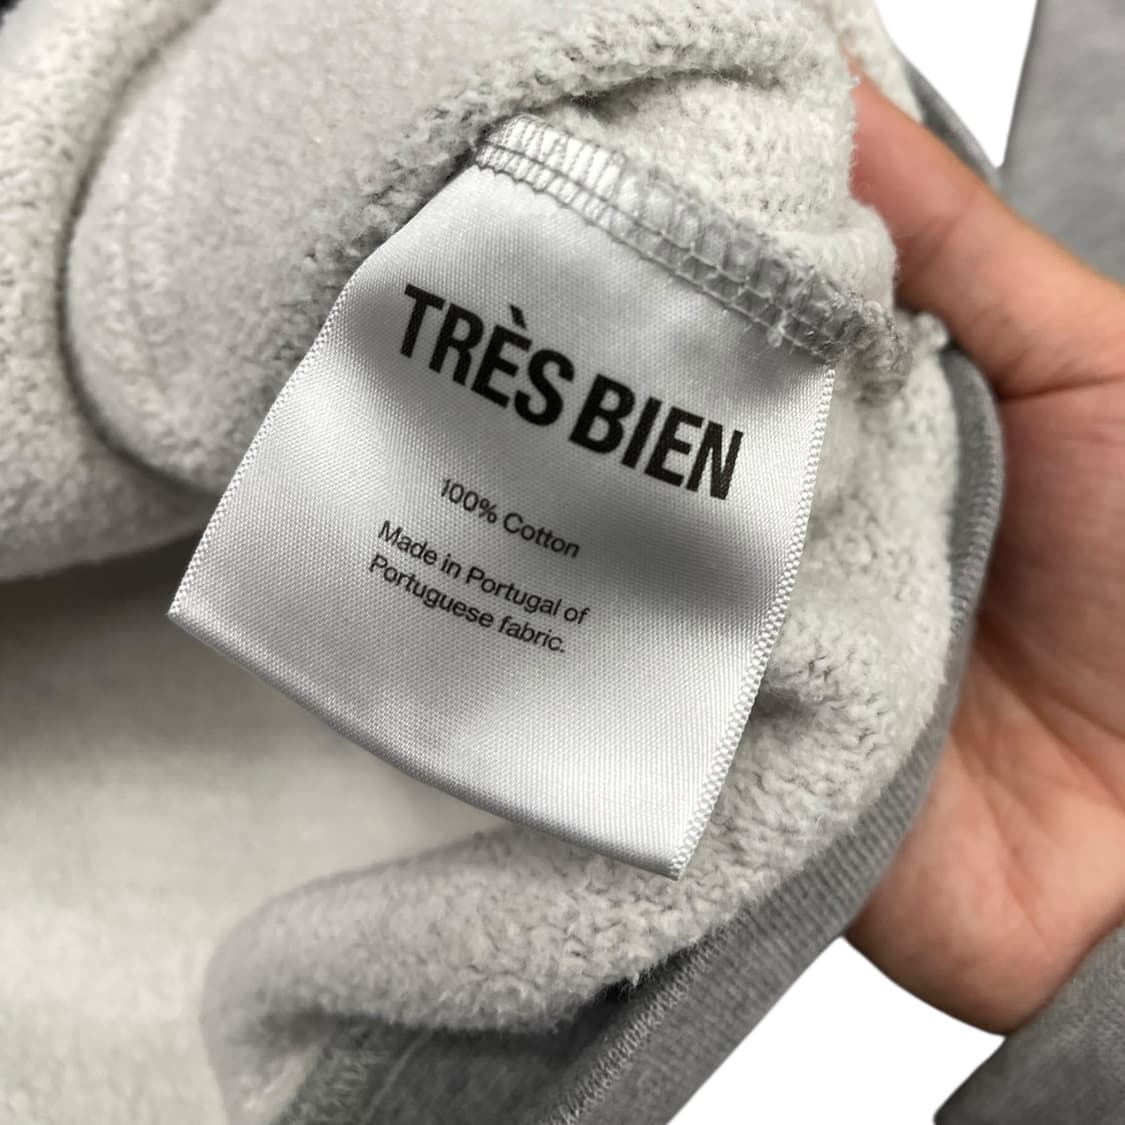 TRÈS BIEN
100% Cotton
Made in Portugal of
Portuguese fabric.